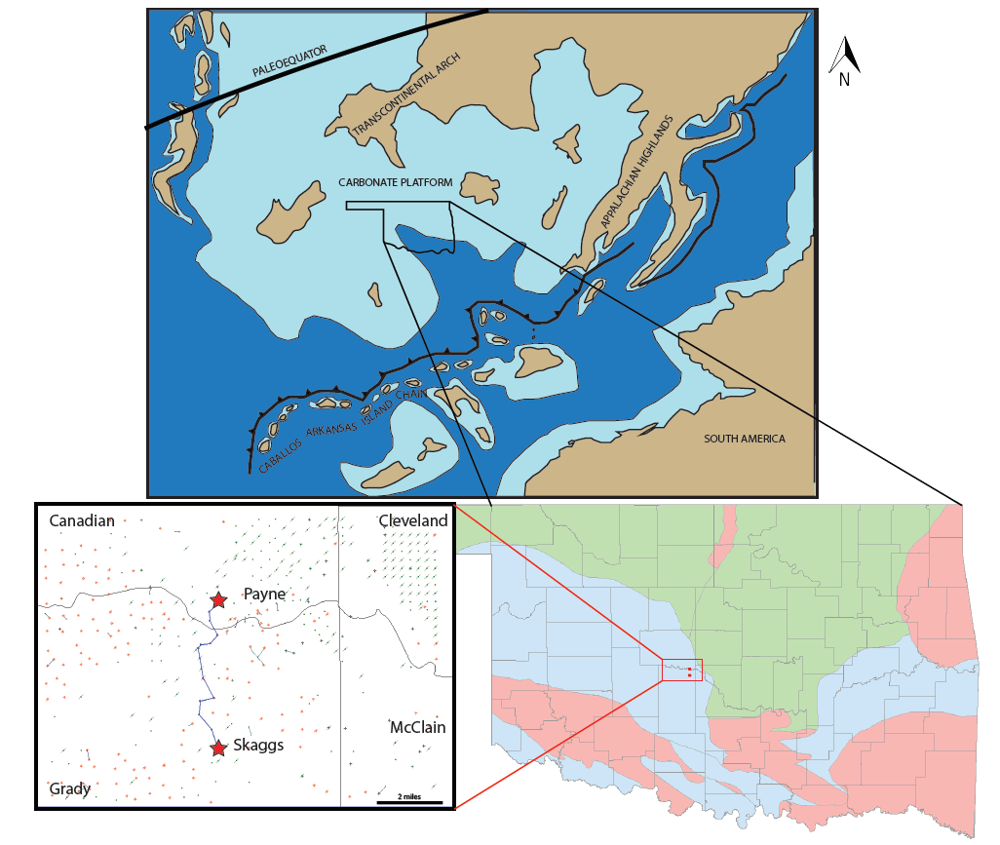 PALEOEQUATOR
N
TRANSCONTINENTAL ARCH
APPALACHIAN HIGHLANDS
CARBONATE PLATFORM
CABALLOS ARKANSAS ISLAND CHAIN
SOUTH AMERICA
Canadian
Cleveland
Payne
McClain
Skaggs
Grady
2 miles